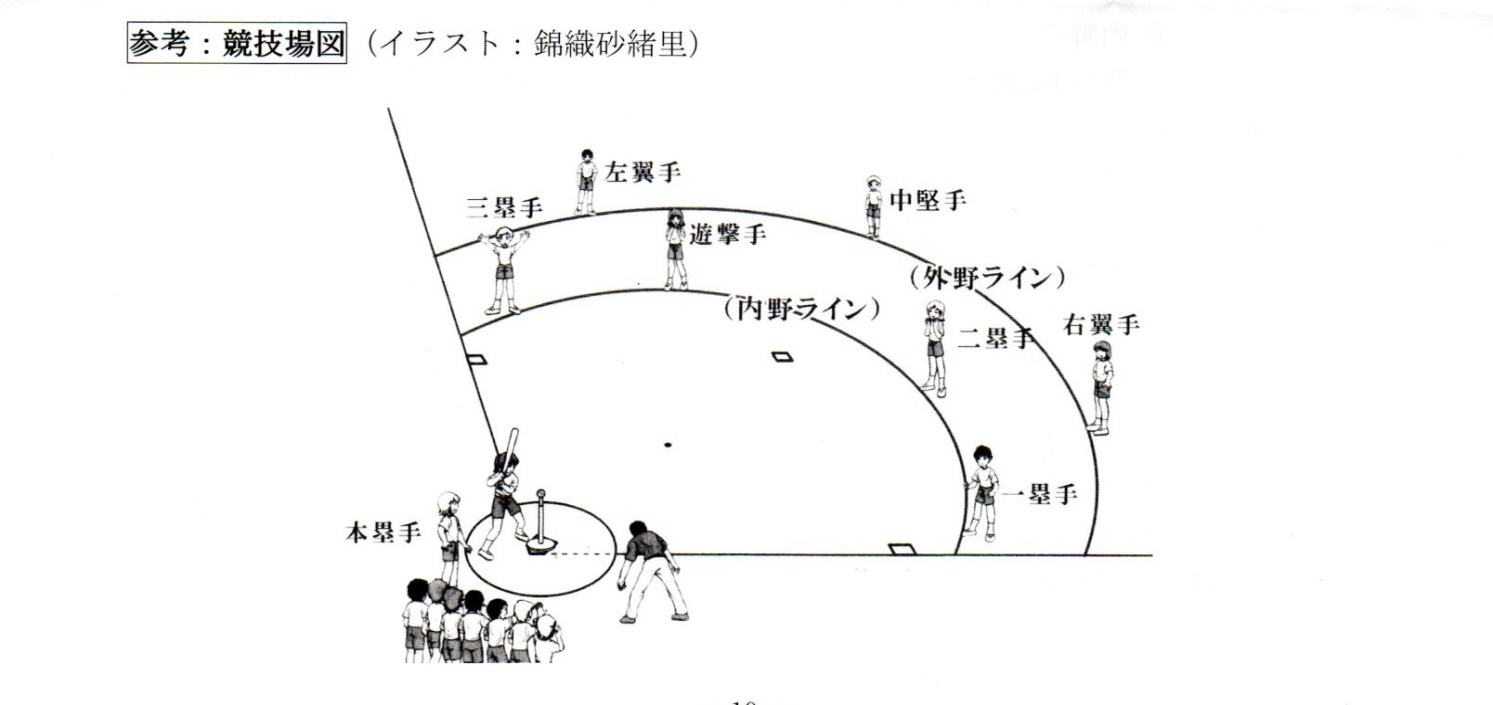 参考：競技場図（イラスト：錦織砂緒里）
左翼手
中堅手
三塁手
遊撃手
（外野ライン）
（内野ライン）
二塁手
右翼手
一塁手
本塁手